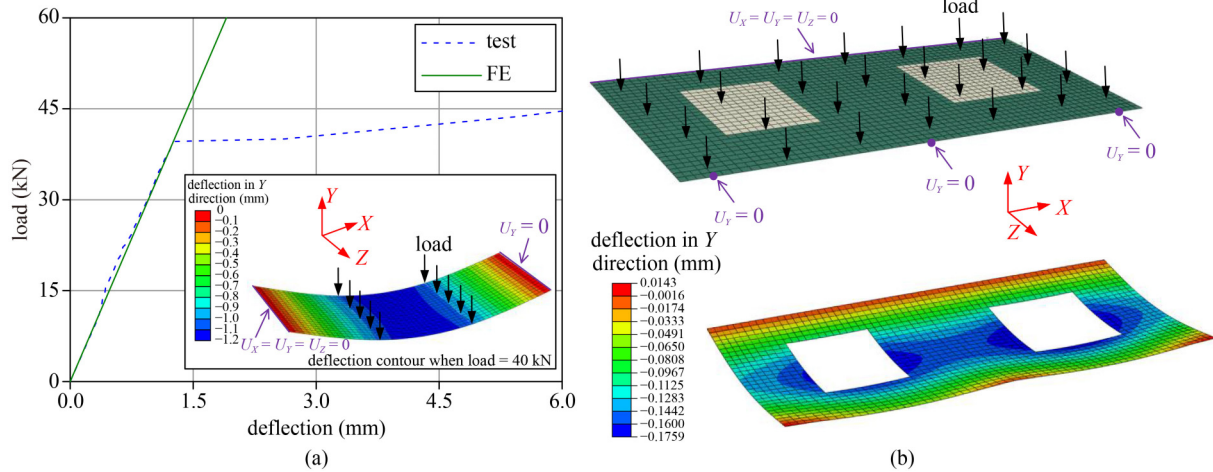 60
45
30
15
0
load (kN)
0.0
1.5
3.0
4.5
6.0
deflection (mm)
test
FE
deflection in Y
direction (mm)
0
−0.1
−0.2
−0.3
−0.4
−0.5
−0.6
−0.7
−0.8
−0.9
−1.0
−1.1
−1.2
Y
X
Z
load
U_Y = 0
U_X = U_Y = U_Z = 0
deflection contour when load = 40 kN
(a)
U_X = U_Y = U_Z = 0
load
U_Y = 0
U_Y = 0
U_Y = 0
Y
X
Z
deflection in Y
direction (mm)
0.0143
−0.0016
−0.0174
−0.0333
−0.0491
−0.0650
−0.0808
−0.0967
−0.1125
−0.1283
−0.1442
−0.1600
−0.1759
(b)